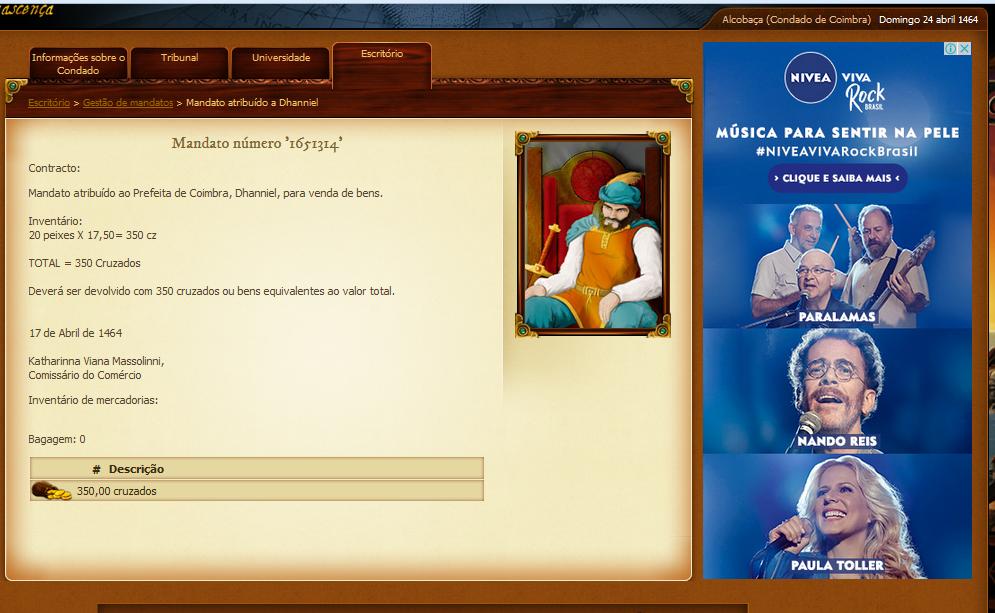 ascença
Alcobaça (Condado de Coimbra) Domingo 24 abril 1464
Informações sobre o Condado
Tribunal
Universidade
Escritório
Escritório > Gestão de mandatos > Mandato atribuído a Dhanniel
Mandato número '1651314'
Contracto:
Mandato atribuído ao Prefeita de Coimbra, Dhanniel, para venda de bens.
Inventário:
20 peixes X 17,50= 350 cz
TOTAL = 350 Cruzados
Deverá ser devolvido com 350 cruzados ou bens equivalentes ao valor total.
17 de Abril de 1464
Katharinna Viana Massolinni,
Comissário do Comércio
Inventário de mercadorias:
Bagagem: 0
# Descrição
350,00 cruzados
NIVEA VIVA
Rock
BRASIL
MÚSICA PARA SENTIR NA PELE
#NIVEAVIVARockBrasil
› CLIQUE E SAIBA MAIS ‹
PARALAMAS
NANDO REIS
PAULA TOLLER